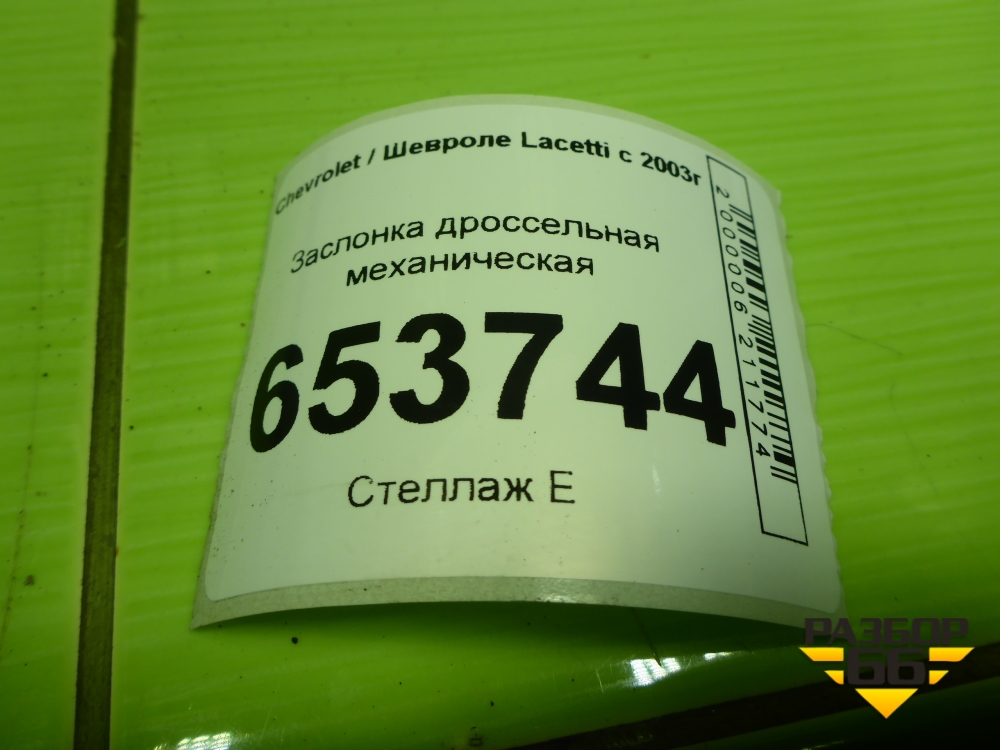 Chevrolet / Шевроле Lacetti с 2003г
Заслонка дроссельная
механическая
653744
Стеллаж Е
2000006211774
РАЗБОР
66